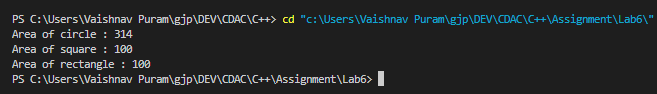 PS C:\Users\Vaishnav Puram\gjp\DEV\CDAC\C++> cd "c:\Users\Vaishnav Puram\gjp\DEV\CDAC\C++\Assignment\Lab6\"
Area of circle : 314
Area of square : 100
Area of rectangle : 100
PS C:\Users\Vaishnav Puram\gjp\DEV\CDAC\C++\Assignment\Lab6>